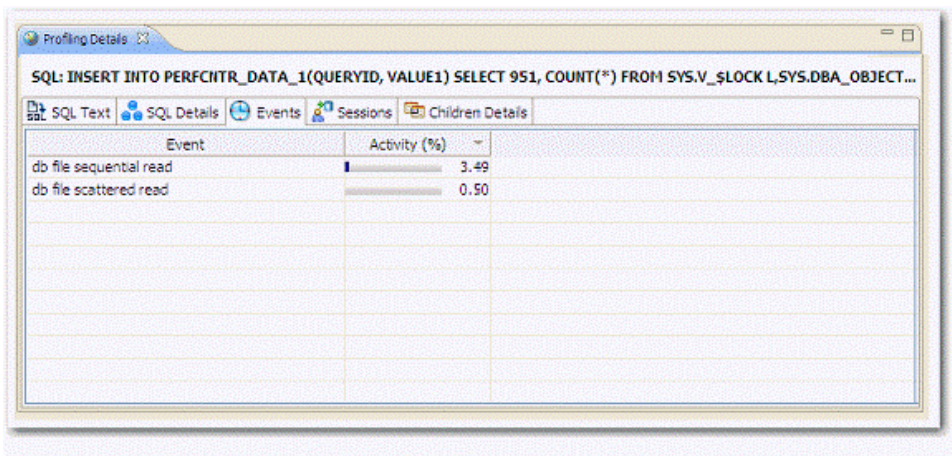 Profiling Details
SQL: INSERT INTO PERFCNTR_DATA_1(QUERYID, VALUE1) SELECT 951, COUNT(*) FROM SYS.V_$LOCK L,SYS.DBA_OBJECT...
SQL Text SQL Details Events Sessions Children Details
Event Activity (%)
db file sequential read 3.49
db file scattered read 0.50